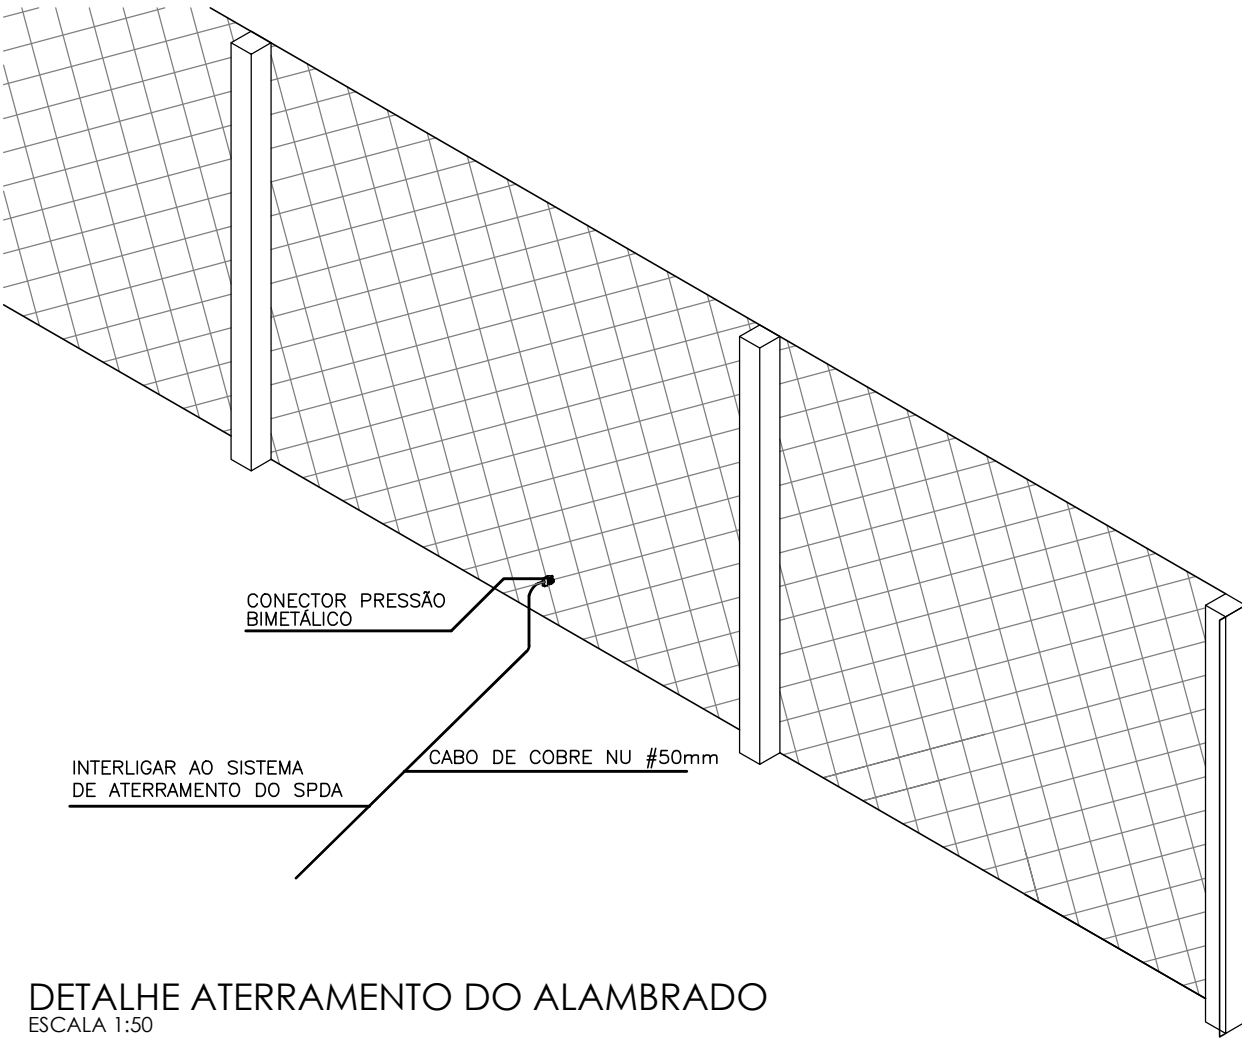 CONECTOR PRESSÃO
BIMETÁLICO
INTERLIGAR AO SISTEMA
DE ATERRAMENTO DO SPDA
CABO DE COBRE NU #50mm
DETALHE ATERRAMENTO DO ALAMBRADO
ESCALA 1:50